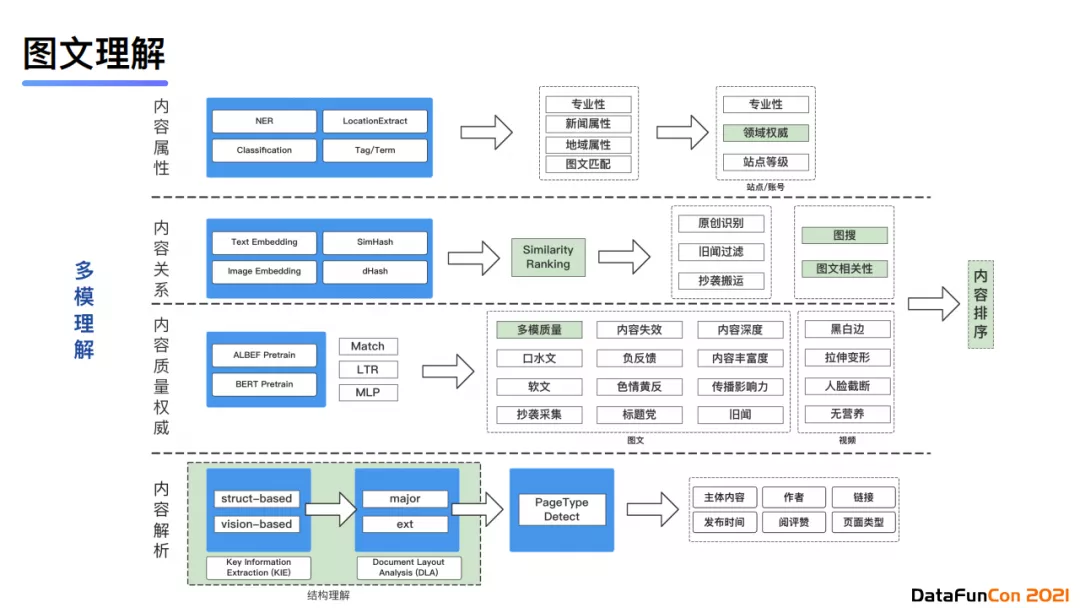 图文理解
多模理解
内容属性
NER
LocationExtract
Classification
Tag/Term
专业性
新闻属性
地域属性
图文匹配
专业性
领域权威
站点等级
站点/账号
内容关系
Text Embedding
SimHash
Image Embedding
dHash
Similarity
Ranking
原创识别
旧闻过滤
抄袭搬运
图搜
图文相关性
内容排序
内容质量权威
ALBEF Pretrain
BERT Pretrain
Match
LTR
MLP
多模质量
内容失效
内容深度
口水文
负反馈
内容丰富度
软文
色情黄反
传播影响力
抄袭采集
标题党
旧闻
图文
黑白边
拉伸变形
人脸截断
无营养
视频
内容解析
struct-based
vision-based
Key Information
Extraction (KIE)
major
ext
Document Layout
Analysis (DLA)
结构理解
PageType
Detect
主体内容
作者
链接
发布时间
阅评赞
页面类型
DataFunCon 2021